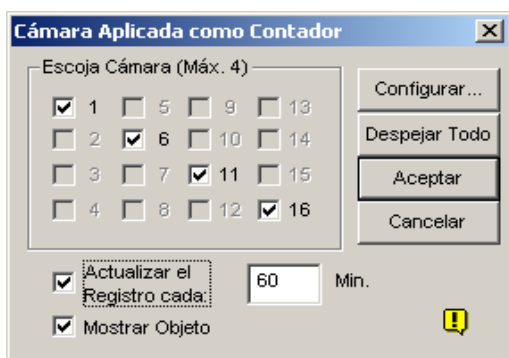 Cámara Aplicada como Contador
Escoja Cámara (Máx. 4)
1 5 9 13
2 6 10 14
3 7 11 15
4 8 12 16
Configurar...
Despejar Todo
Aceptar
Cancelar
Actualizar el
Registro cada:
60 Min.
Mostrar Objeto